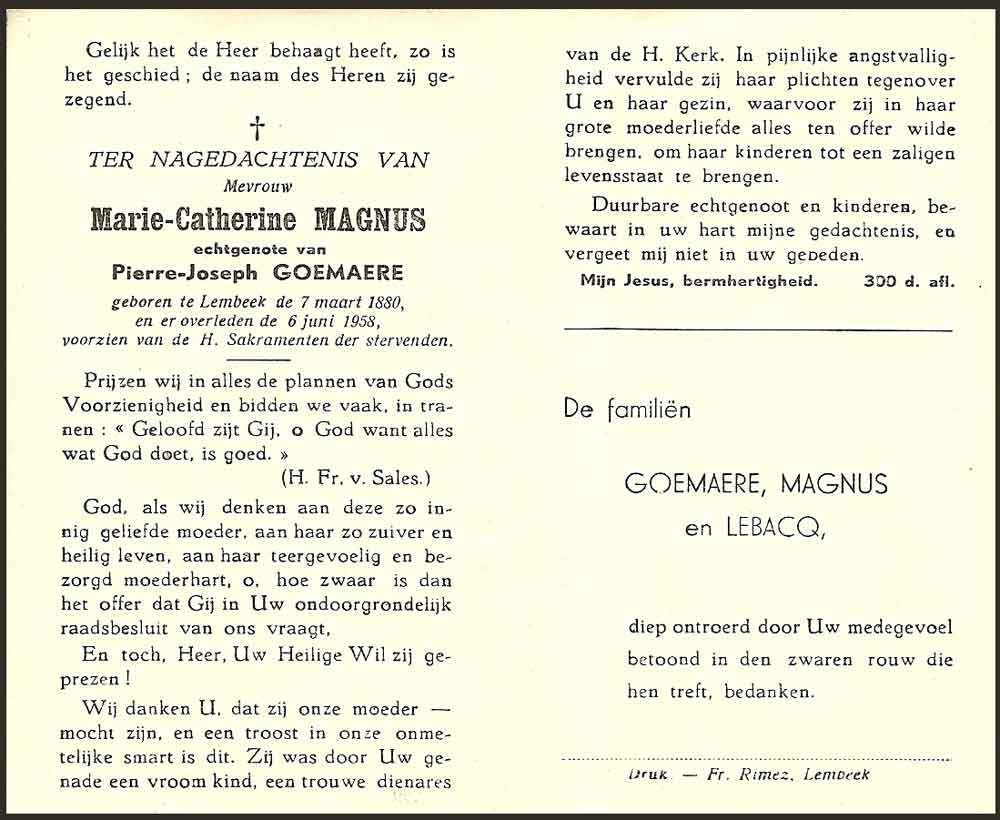 Gelijk het de Heer behaagt heeft, zo is
het geschied ; de naam des Heren zij ge-
zegend.
†
TER NAGEDACHTENIS VAN
Mevrouw
Marie-Catherine MAGNUS
echtgenote van
Pierre-Joseph GOEMAERE
geboren te Lembeek de 7 maart 1880,
en er overleden de 6 juni 1958,
voorzien van de H. Sakramenten der stervenden.
Prijzen wij in alles de plannen van Gods
Voorzienigheid en bidden we vaak, in tra-
nen : « Geloofd zijt Gij, o God want alles
wat God doet, is goed. »
(H. Fr. v. Sales.)
God, als wij denken aan deze zo in-
nig geliefde moeder, aan haar zo zuiver en
heilig leven, aan haar teergevoelig en be-
zorgd moederhart, o, hoe zwaar is dan
het offer dat Gij in Uw ondoorgrondelijk
raadsbesluit van ons vraagt,
En toch, Heer, Uw Heilige Wil zij ge-
prezen !
Wij danken U, dat zij onze moeder —
mocht zijn, en een troost in onze onme-
telijke smart is dit. Zij was door Uw ge-
nade een vroom kind, een trouwe dienares
van de H. Kerk. In pijnlijke angstvallig-
heid vervulde zij haar plichten tegenover
U en haar gezin, waarvoor zij in haar
grote moederliefde alles ten offer wilde
brengen, om haar kinderen tot een zaligen
levensstaat te brengen.
Duurbare echtgenoot en kinderen, be-
waart in uw hart mijne gedachtenis, en
vergeet mij niet in uw gebeden.
Mijn Jesus, bermhertigheid. 300 d. afl.
De familiën
GOEMAERE, MAGNUS
en LEBACQ,
diep ontroerd door Uw medegevoel
betoond in den zwaren rouw die
hen treft, bedanken.
Druk. — Fr. Rimez, Lembeek